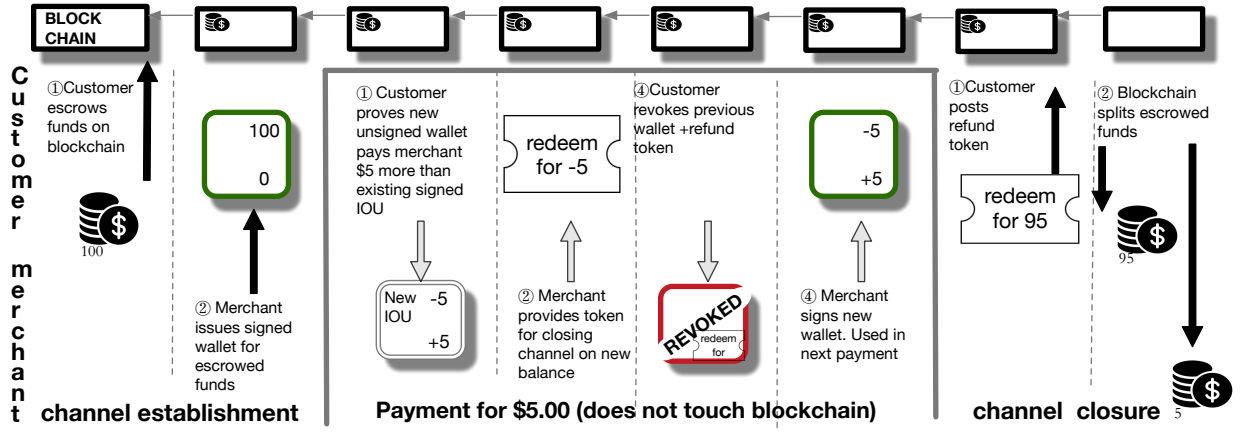 BLOCK
CHAIN
Customer
merchant
①Customer
escrows
funds on
blockchain
100
100
0
② Merchant
issues signed
wallet for
escrowed
funds
channel establishment
① Customer
proves new
unsigned wallet
pays merchant
$5 more than
existing signed
IOU
New -5
IOU
+5
redeem
for -5
② Merchant
provides token
for closing
channel on new
balance
④Customer
revokes previous
wallet +refund
token
REVOKED
redeem
for
-5
+5
④ Merchant
signs new
wallet. Used in
next payment
Payment for $5.00 (does not touch blockchain)
①Customer
posts
refund
token
redeem
for 95
② Blockchain
splits escrowed
funds
95
5
channel closure